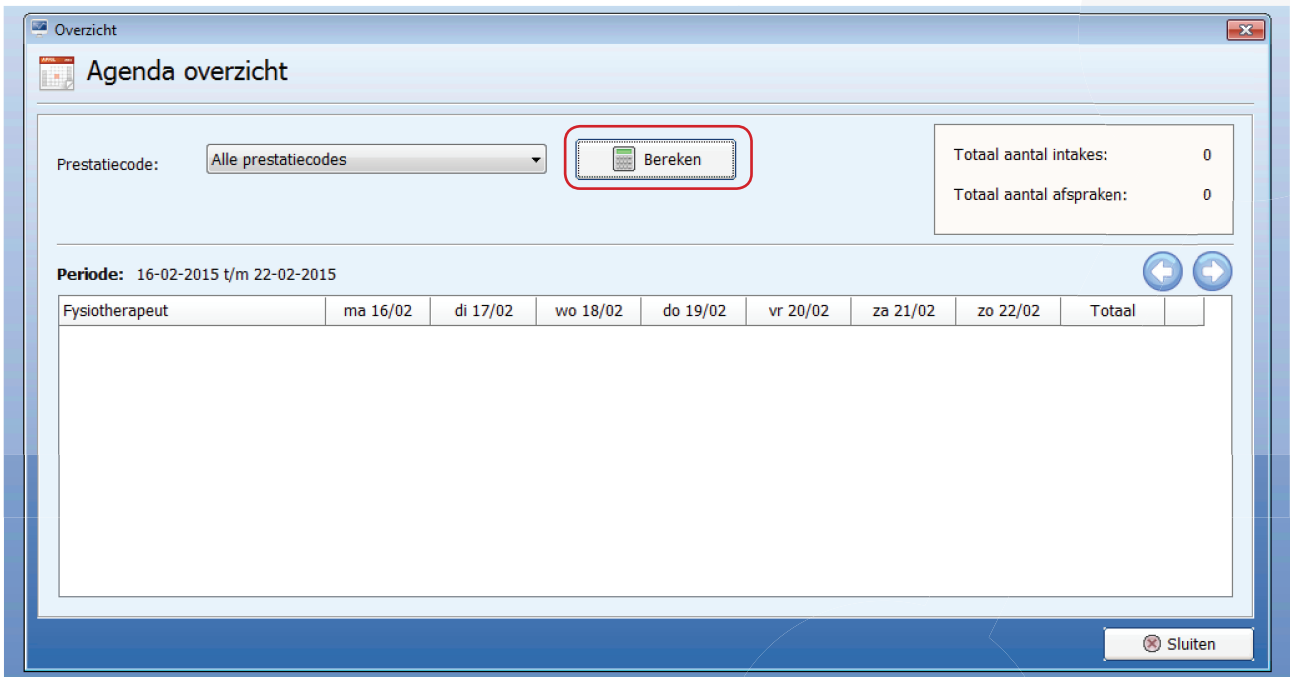 Overzicht
Agenda overzicht
Prestatiecode: Alle prestatiecodes Bereken
Totaal aantal intakes: 0
Totaal aantal afspraken: 0
Periode: 16-02-2015 t/m 22-02-2015
Fysiotherapeut ma 16/02 di 17/02 wo 18/02 do 19/02 vr 20/02 za 21/02 zo 22/02 Totaal
Sluiten